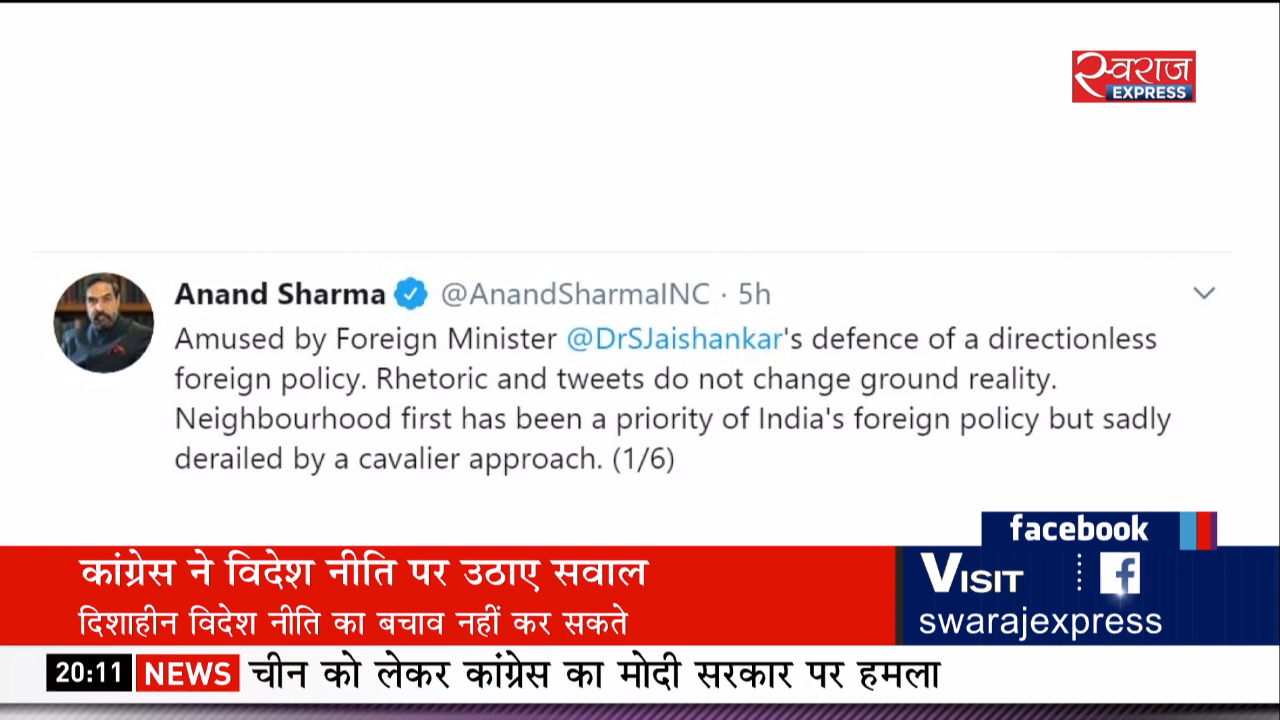 स्वराज
EXPRESS
Anand Sharma @AnandSharmaINC · 5h
Amused by Foreign Minister @DrSJaishankar's defence of a directionless
foreign policy. Rhetoric and tweets do not change ground reality.
Neighbourhood first has been a priority of India's foreign policy but sadly
derailed by a cavalier approach. (1/6)
facebook
कांग्रेस ने विदेश नीति पर उठाए सवाल
VISIT f
दिशाहीन विदेश नीति का बचाव नहीं कर सकते
swarajexpress
20:11 NEWS चीन को लेकर कांग्रेस का मोदी सरकार पर हमला